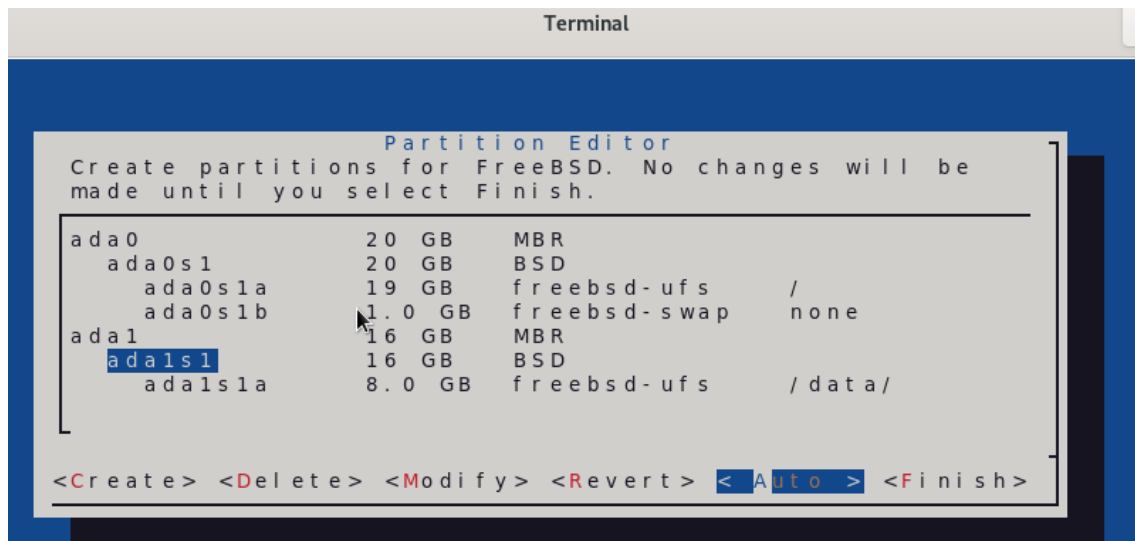 Terminal
Partition Editor
Create partitions for FreeBSD. No changes will be
made until you select Finish.
ada0 20 GB MBR
ada0s1 20 GB BSD
ada0s1a 19 GB freebsd-ufs /
ada0s1b 1.0 GB freebsd-swap none
ada1 16 GB MBR
ada1s1 16 GB BSD
ada1s1a 8.0 GB freebsd-ufs /data/
<Create> <Delete> <Modify> <Revert> < Auto > <Finish>